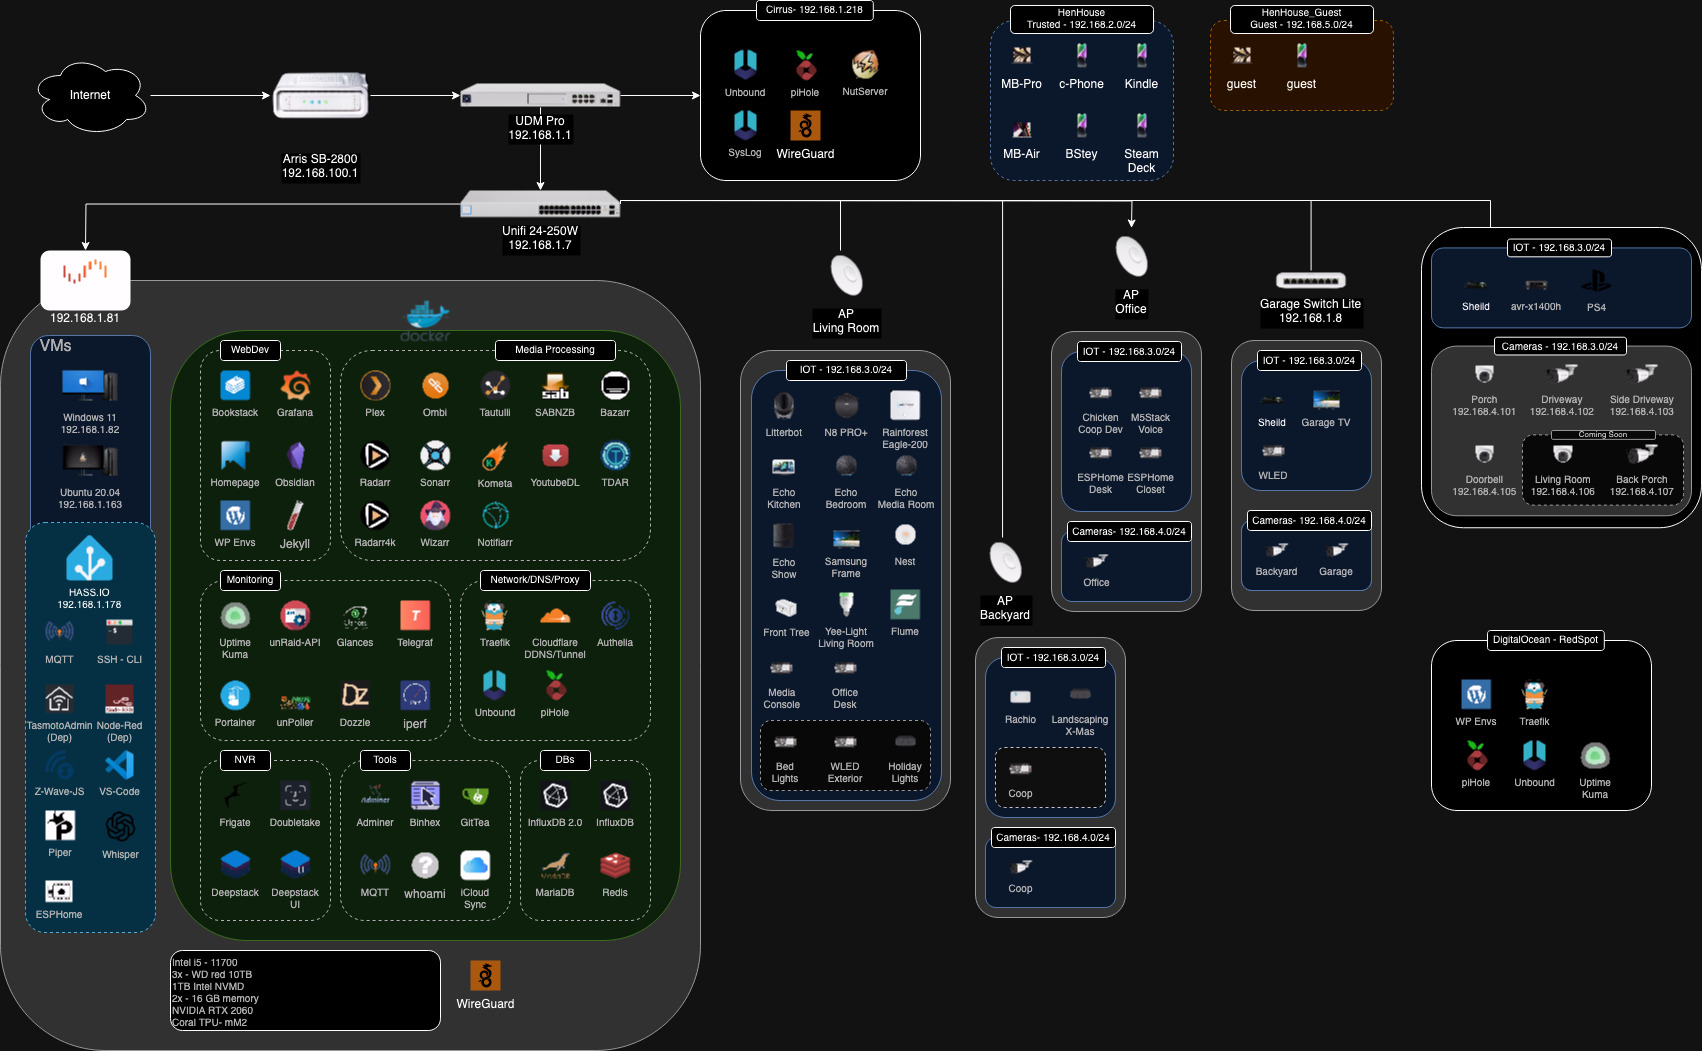 Internet
Arris SB-2800
192.168.100.1
UDM Pro
192.168.1.1
Unifi 24-250W
192.168.1.7
Cirrus- 192.168.1.218
Unbound
piHole
NutServer
SysLog
WireGuard
HenHouse
Trusted - 192.168.2.0/24
MB-Pro
c-Phone
Kindle
MB-Air
BStey
Steam
Deck
HenHouse_Guest
Guest - 192.168.5.0/24
guest
guest
192.168.1.81
VMs
Windows 11
192.168.1.82
Ubuntu 20.04
192.168.1.163
HASS.IO
192.168.1.178
MQTT
SSH - CLI
TasmotoAdmin
(Dep)
Node-Red
(Dep)
Z-Wave-JS
VS-Code
Piper
Whisper
ESPHome
docker
WebDev
Bookstack
Grafana
Homepage
Obsidian
WP Envs
Jekyll
Media Processing
Plex
Ombi
Tautulli
sab
SABNZB
Bazarr
Radarr
Sonarr
Kometa
YoutubeDL
TDAR
Radarr4k
Wizarr
Notifiarr
Monitoring
Uptime
Kuma
unRaid-API
Glances
Telegraf
Portainer
unPoller
Dozzle
iperf
Network/DNS/Proxy
Traefik
Cloudflare
DDNS/Tunnel
Authelia
Unbound
piHole
NVR
Frigate
Doubletake
Deepstack
Deepstack
UI
Tools
Adminer
Adminer
Binhex
GitTea
MQTT
whoami
iCloud
Sync
DBs
InfluxDB 2.0
InfluxDB
MariaDB
Redis
Intel i5 - 11700
3x - WD red 10TB
1TB Intel NVMD
2x - 16 GB memory
NVIDIA RTX 2060
Coral TPU- mM2
WireGuard
AP
Living Room
IOT - 192.168.3.0/24
Litterbot
N8 PRO+
Rainforest
Eagle-200
Echo
Kitchen
Echo
Bedroom
Echo
Media Room
Echo
Show
Samsung
Frame
Nest
Front Tree
Yee-Light
Living Room
Flume
Media
Console
Office
Desk
Bed
Lights
WLED
Exterior
Holiday
Lights
AP
Backyard
IOT - 192.168.3.0/24
Rachio
Landscaping
X-Mas
Coop
Cameras- 192.168.4.0/24
Coop
AP
Office
IOT - 192.168.3.0/24
Chicken
Coop Dev
M5Stack
Voice
ESPHome
Desk
ESPHome
Closet
Cameras- 192.168.4.0/24
Office
Garage Switch Lite
192.168.1.8
IOT - 192.168.3.0/24
Sheild
Garage TV
WLED
Cameras- 192.168.4.0/24
Backyard
Garage
IOT - 192.168.3.0/24
Sheild
avr-x1400h
PS4
Cameras - 192.168.3.0/24
Porch
192.168.4.101
Driveway
192.168.4.102
Side Driveway
192.168.4.103
Doorbell
192.168.4.105
Coming Soon
Living Room
192.168.4.106
Back Porch
192.168.4.107
DigitalOcean - RedSpot
WP Envs
Traefik
piHole
Unbound
Uptime
Kuma